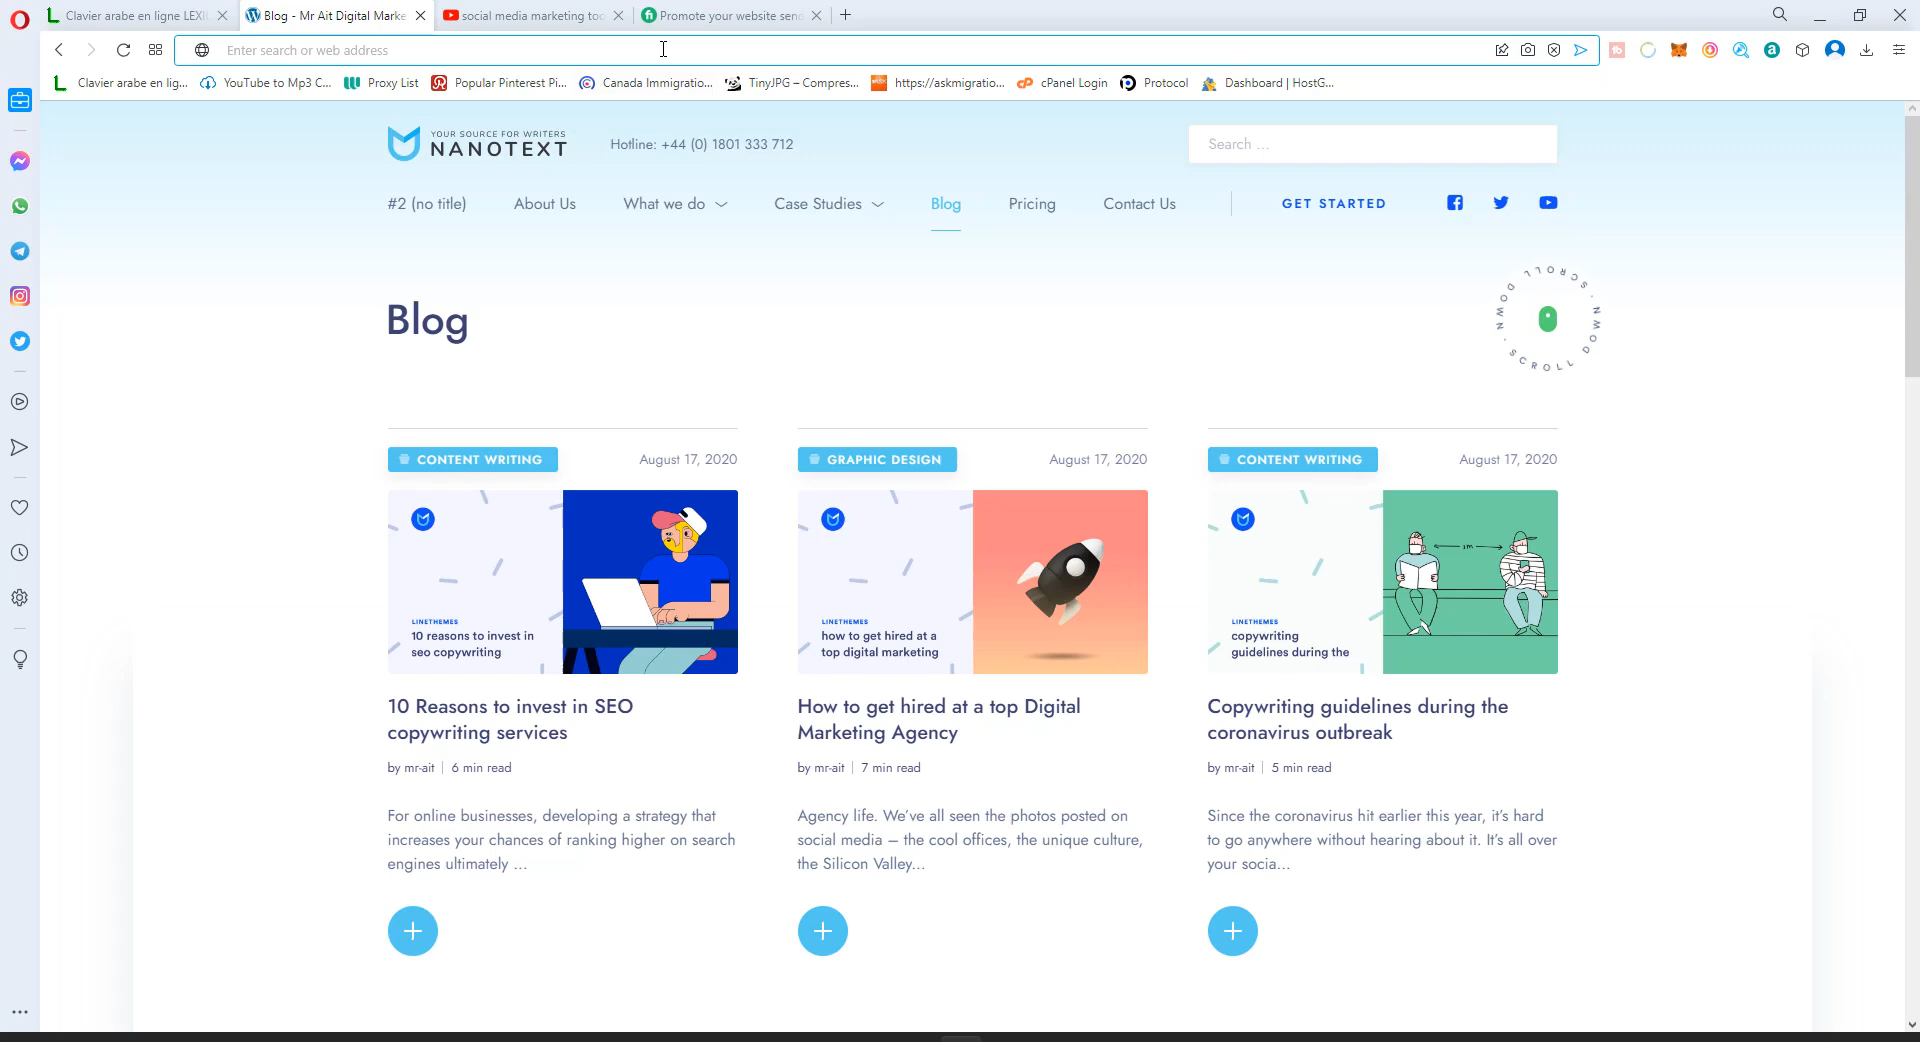 Clavier arabe en ligne LEXI
Blog - Mr Ait Digital Marke
social media marketing too
Promote your website send
Enter search or web address
Clavier arabe en lig...
YouTube to Mp3 C...
Proxy List
Popular Pinterest Pi...
Canada Immigratio...
TinyJPG – Compres...
https://askmigratio...
cPanel Login
Protocol
Dashboard | HostG...
YOUR SOURCE FOR WRITERS
NANOTEXT
Hotline: +44 (0) 1801 333 712
Search ...
#2 (no title)
About Us
What we do
Case Studies
Blog
Pricing
Contact Us
GET STARTED
Blog
SCROLL DOWN · SCROLL DOWN ·
CONTENT WRITING
August 17, 2020
LINETHEMES
10 reasons to invest in
seo copywriting
10 Reasons to invest in SEO
copywriting services
by mr-ait | 6 min read
For online businesses, developing a strategy that
increases your chances of ranking higher on search
engines ultimately ...
GRAPHIC DESIGN
August 17, 2020
LINETHEMES
how to get hired at a
top digital marketing
How to get hired at a top Digital
Marketing Agency
by mr-ait | 7 min read
Agency life. We've all seen the photos posted on
social media – the cool offices, the unique culture,
the Silicon Valley...
CONTENT WRITING
August 17, 2020
LINETHEMES
copywriting
guidelines during the
1m
Copywriting guidelines during the
coronavirus outbreak
by mr-ait | 5 min read
Since the coronavirus hit earlier this year, it's hard
to go anywhere without hearing about it. It's all over
your socia...